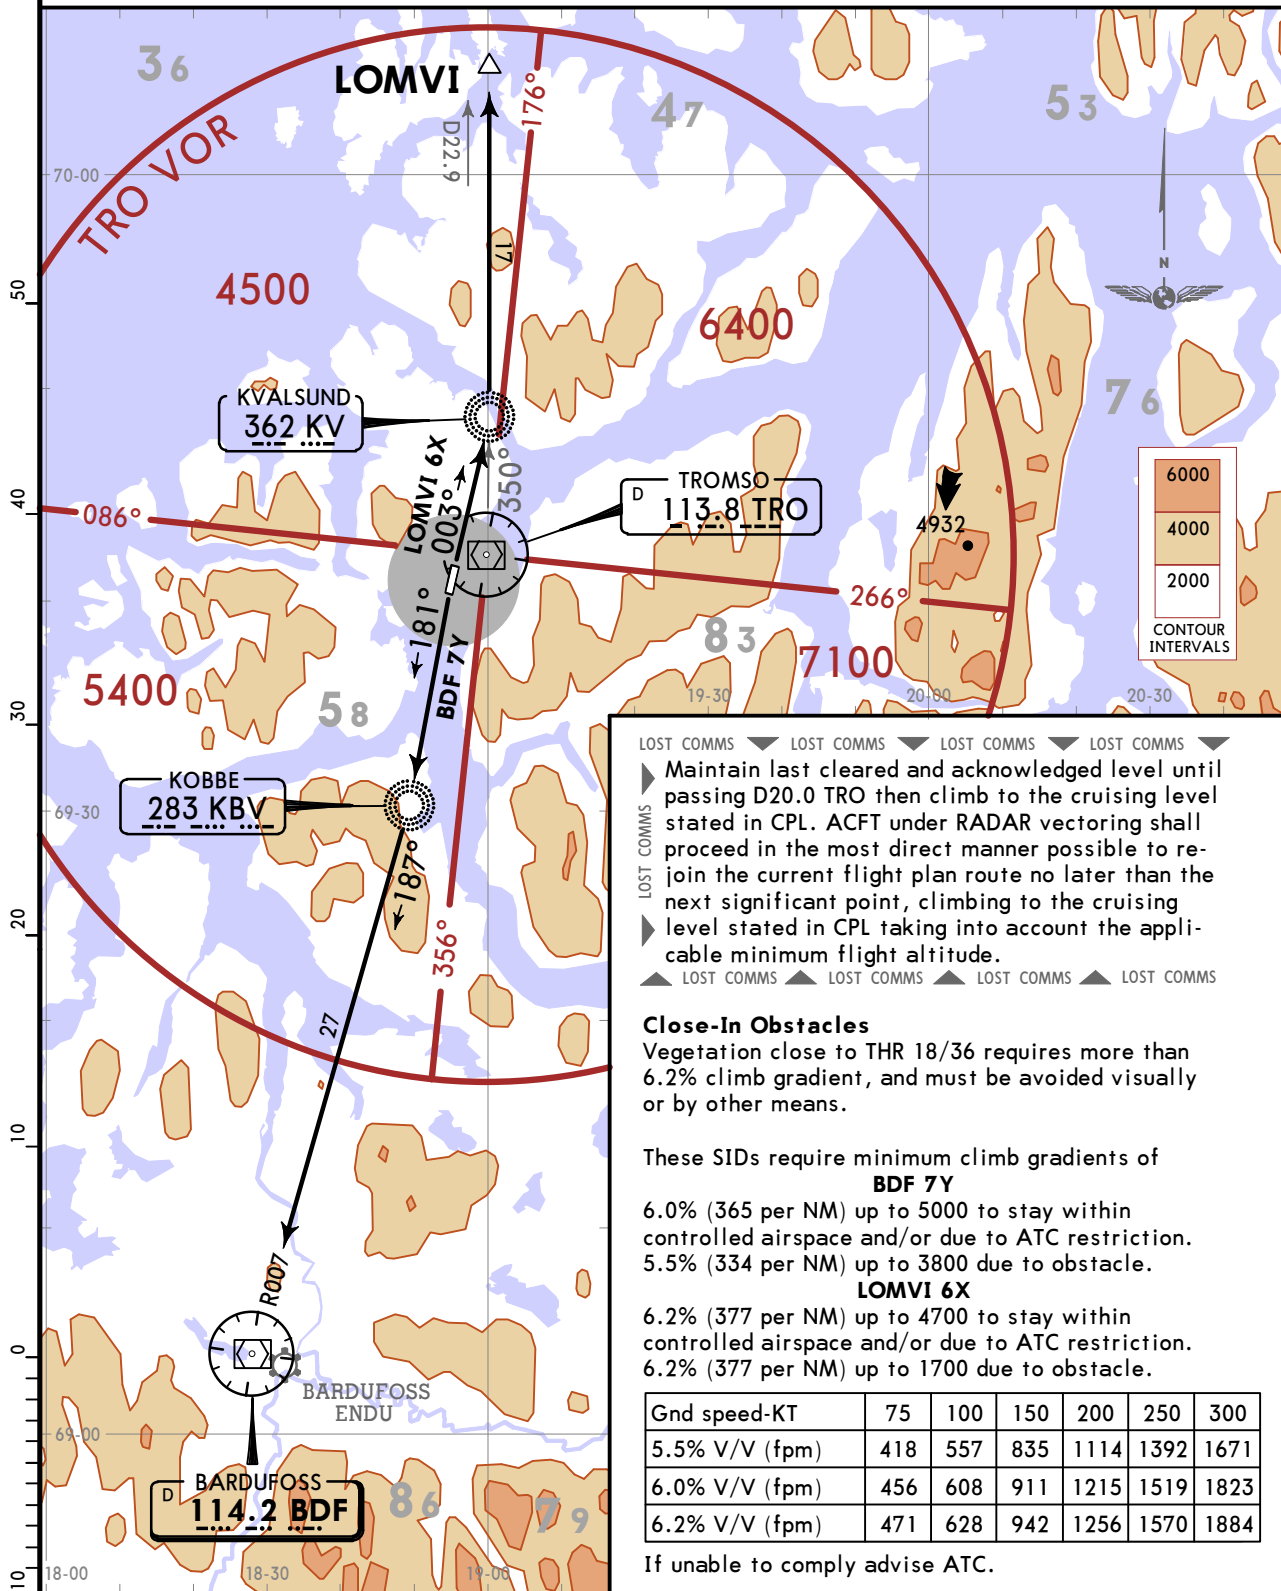 36
LOMVI
176°
47
53
D22.9
TRO VOR
70-00
17
N
50
4500
6400
KVALSUND
362 KV
76
LOMVI 6X
003°
350°
TROMSO
D
113.8 TRO
6000
4000
2000
CONTOUR
INTERVALS
40
086°
4932
266°
181°
BDF 7Y
83
7100
5400
58
30
19-30
20-00
20-30
KOBBE
283 KBV
69-30
187°
20
356°
27
10
LOST COMMS LOST COMMS LOST COMMS LOST COMMS
LOST COMMS
Maintain last cleared and acknowledged level until
passing D20.0 TRO then climb to the cruising level
stated in CPL. ACFT under RADAR vectoring shall
proceed in the most direct manner possible to re-
join the current flight plan route no later than the
next significant point, climbing to the cruising
level stated in CPL taking into account the appli-
cable minimum flight altitude.
LOST COMMS LOST COMMS LOST COMMS LOST COMMS
Close-In Obstacles
Vegetation close to THR 18/36 requires more than
6.2% climb gradient, and must be avoided visually
or by other means.
These SIDs require minimum climb gradients of
BDF 7Y
6.0% (365 per NM) up to 5000 to stay within
controlled airspace and/or due to ATC restriction.
5.5% (334 per NM) up to 3800 due to obstacle.
LOMVI 6X
6.2% (377 per NM) up to 4700 to stay within
controlled airspace and/or due to ATC restriction.
6.2% (377 per NM) up to 1700 due to obstacle.
Gnd speed-KT 75 100 150 200 250 300
5.5% V/V (fpm) 418 557 835 1114 1392 1671
6.0% V/V (fpm) 456 608 911 1215 1519 1823
6.2% V/V (fpm) 471 628 942 1256 1570 1884
If unable to comply advise ATC.
R007
0
BARDUFOSS
ENDU
69-00
BARDUFOSS
D
114.2 BDF
86
79
10
18-00
18-30
19-00